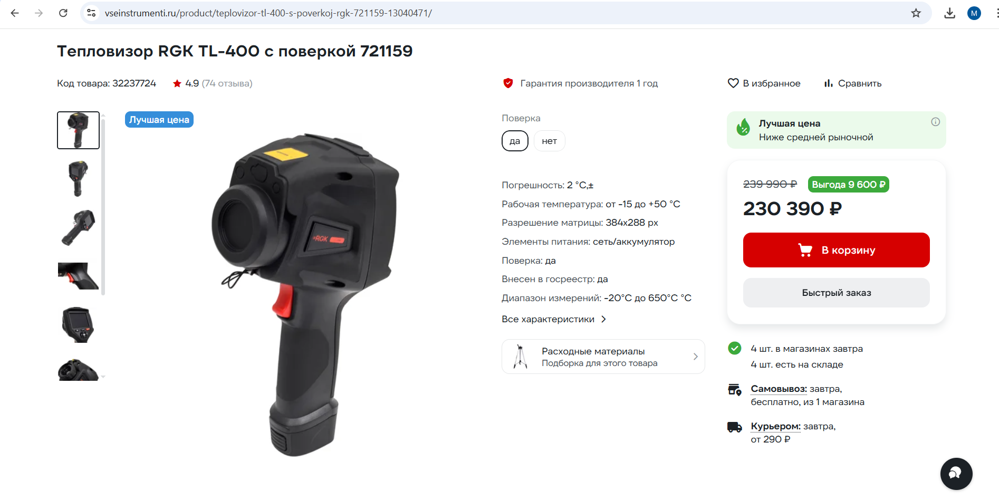 vseinstrumenti.ru/product/teplovizor-tl-400-s-poverkoj-rgk-721159-13040471/
M
Тепловизор RGK TL-400 с поверкой 721159
Код товара: 32237724
4.9 (74 отзыва)
Гарантия производителя 1 год
В избранное
Сравнить
Лучшая цена
RGK
Поверка
да
нет
Погрешность: 2 °C,±
Рабочая температура: от -15 до +50 °C
Разрешение матрицы: 384x288 px
Элементы питания: сеть/аккумулятор
Поверка: да
Внесен в госреестр: да
Диапазон измерений: -20°C до 650°C °C
Все характеристики
Расходные материалы
Подборка для этого товара
Лучшая цена
Ниже средней рыночной
239 990 ₽
Выгода 9 600 ₽
230 390 ₽
В корзину
Быстрый заказ
4 шт. в магазинах завтра
4 шт. есть на складе
Самовывоз: завтра,
бесплатно, из 1 магазина
Курьером: завтра,
от 290 ₽